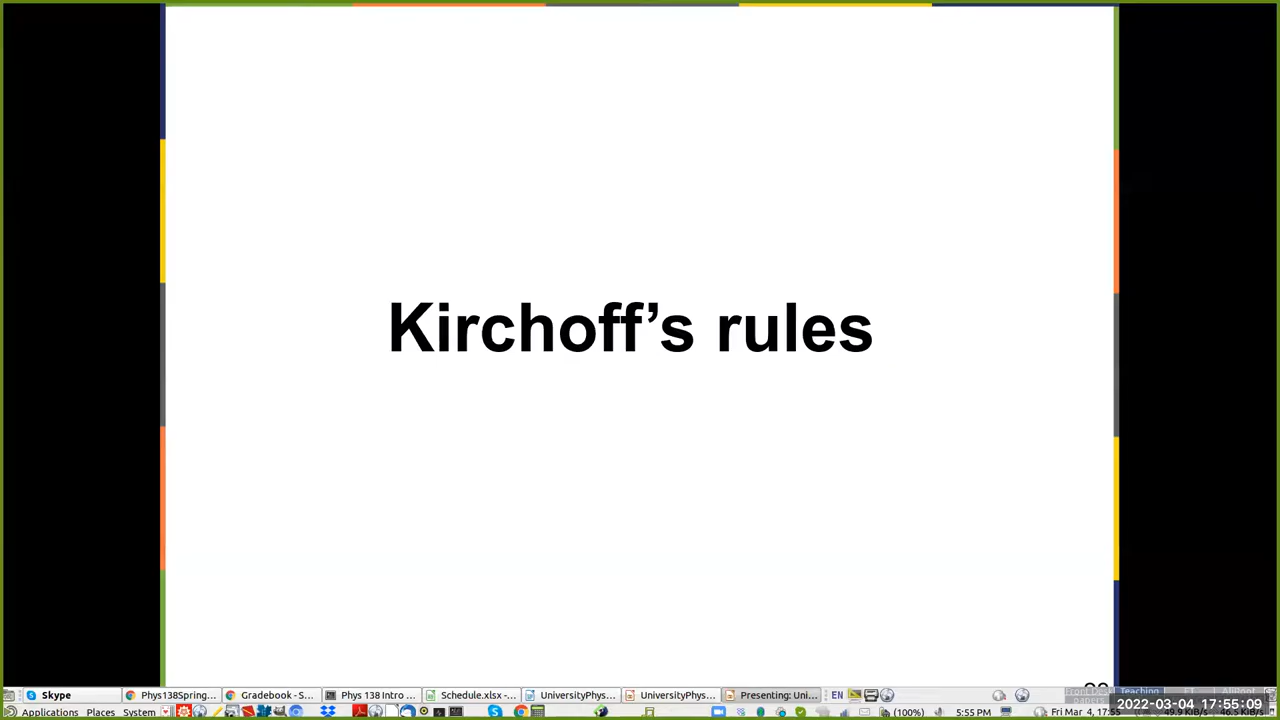 Kirchoff’s rules
Skype
Phys138Spring...
Gradebook - S...
Phys 138 Intro ...
Schedule.xlsx -...
UniversityPhys...
UniversityPhys...
Presenting: Uni...
EN
Teaching
Applications Places System
(100%)
5:55 PM
Fri Mar 4, 17:55
2022-03-04 17:55:09